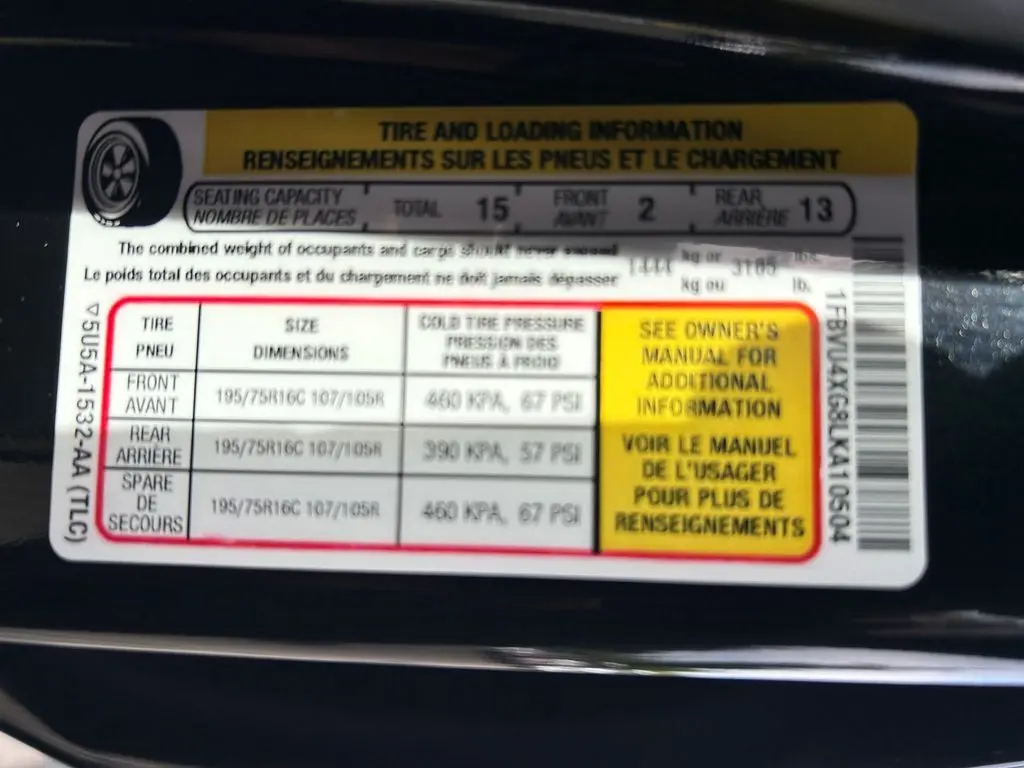 TIRE AND LOADING INFORMATION
RENSEIGNEMENTS SUR LES PNEUS ET LE CHARGEMENT
SEATING CAPACITY
NOMBRE DE PLACES
TOTAL 15
FRONT
AVANT
2
REAR
ARRIÈRE
13
The combined weight of occupants and cargo should never exceed kg or lbs.
Le poids total des occupants et du chargement ne doit jamais dépasser kg ou lb.
TIRE
PNEU
SIZE
DIMENSIONS
COLD TIRE PRESSURE
PRESSION DES
PNEUS À FROID
FRONT
AVANT
195/75R16C 107/105R
460 KPA, 67 PSI
REAR
ARRIÈRE
195/75R16C 107/105R
390 KPA, 57 PSI
SPARE
DE
SECOURS
195/75R16C 107/105R
460 KPA, 67 PSI
SEE OWNER'S
MANUAL FOR
ADDITIONAL
INFORMATION
VOIR LE MANUEL
DE L'USAGER
POUR PLUS DE
RENSEIGNEMENTS
▽5U5A-1532-AA (TLC)
1FBVU4XG8LKA10504